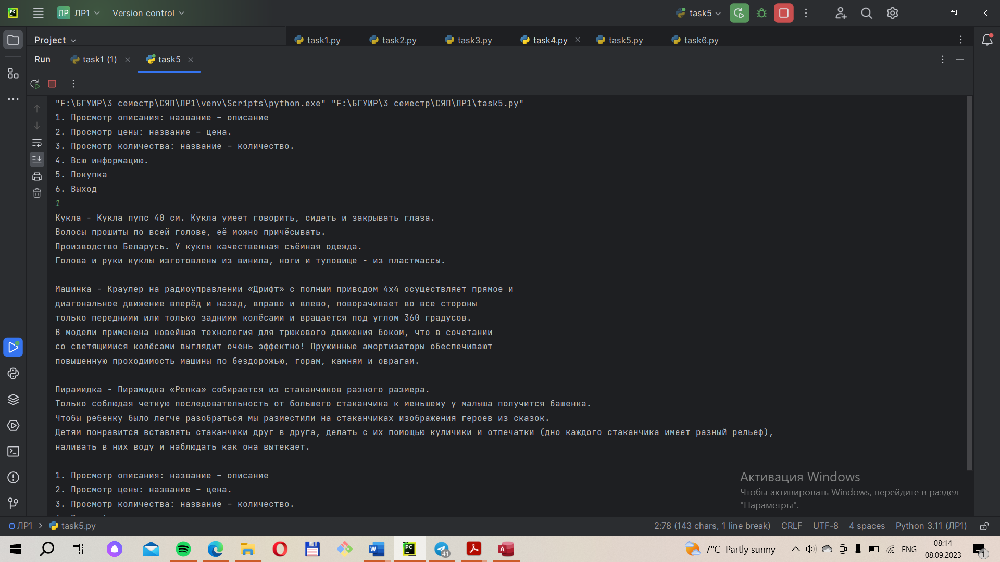 ЛР ЛР1 Version control task5
Project task1.py task2.py task3.py task4.py task5.py task6.py
Run task1 (1) task5
"F:\БГУИР\3 семестр\СЯП\ЛР1\venv\Scripts\python.exe" "F:\БГУИР\3 семестр\СЯП\ЛР1\task5.py"
1. Просмотр описания: название – описание
2. Просмотр цены: название – цена.
3. Просмотр количества: название – количество.
4. Всю информацию.
5. Покупка
6. Выход
1
Кукла - Кукла пупс 40 см. Кукла умеет говорить, сидеть и закрывать глаза.
Волосы прошиты по всей голове, её можно причёсывать.
Производство Беларусь. У куклы качественная съёмная одежда.
Голова и руки куклы изготовлены из винила, ноги и туловище - из пластмассы.
Машинка - Краулер на радиоуправлении «Дрифт» с полным приводом 4х4 осуществляет прямое и
диагональное движение вперёд и назад, вправо и влево, поворачивает во все стороны
только передними или только задними колёсами и вращается под углом 360 градусов.
В модели применена новейшая технология для трюкового движения боком, что в сочетании
со светящимися колёсами выглядит очень эффектно! Пружинные амортизаторы обеспечивают
повышенную проходимость машины по бездорожью, горам, камням и оврагам.
Пирамидка - Пирамидка «Репка» собирается из стаканчиков разного размера.
Только соблюдая четкую последовательность от большего стаканчика к меньшему у малыша получится башенка.
Чтобы ребенку было легче разобраться мы разместили на стаканчиках изображения героев из сказок.
Детям понравится вставлять стаканчики друг в друга, делать с их помощью куличики и отпечатки (дно каждого стаканчика имеет разный рельеф),
наливать в них воду и наблюдать как она вытекает.
1. Просмотр описания: название – описание
2. Просмотр цены: название – цена.
3. Просмотр количества: название – количество.
Активация Windows
Чтобы активировать Windows, перейдите в раздел
"Параметры".
ЛР1 task5.py 2:78 (143 chars, 1 line break) CRLF UTF-8 4 spaces Python 3.11 (ЛР1)
41 7°C Partly sunny ENG 08:14
08.09.2023 1